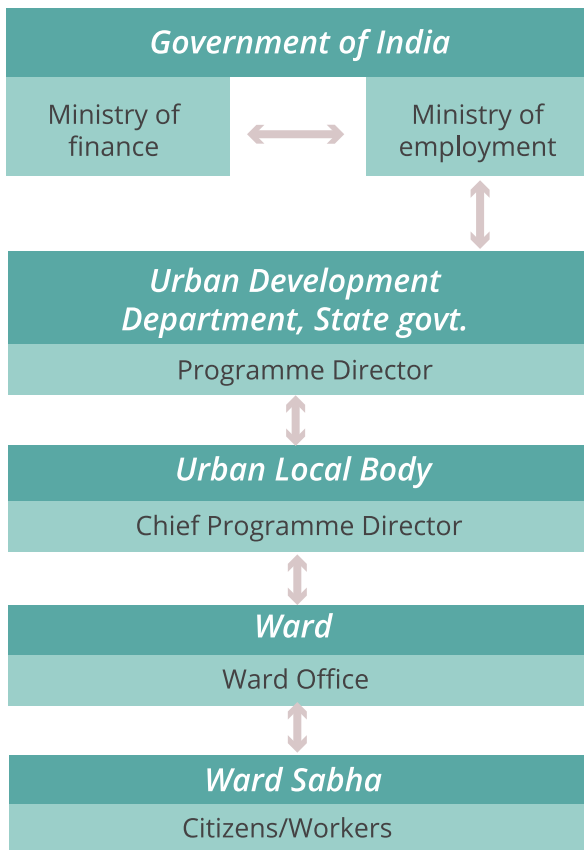 Government of India
Ministry of
finance
Ministry of
employment
Urban Development
Department, State govt.
Programme Director
Urban Local Body
Chief Programme Director
Ward
Ward Office
Ward Sabha
Citizens/Workers